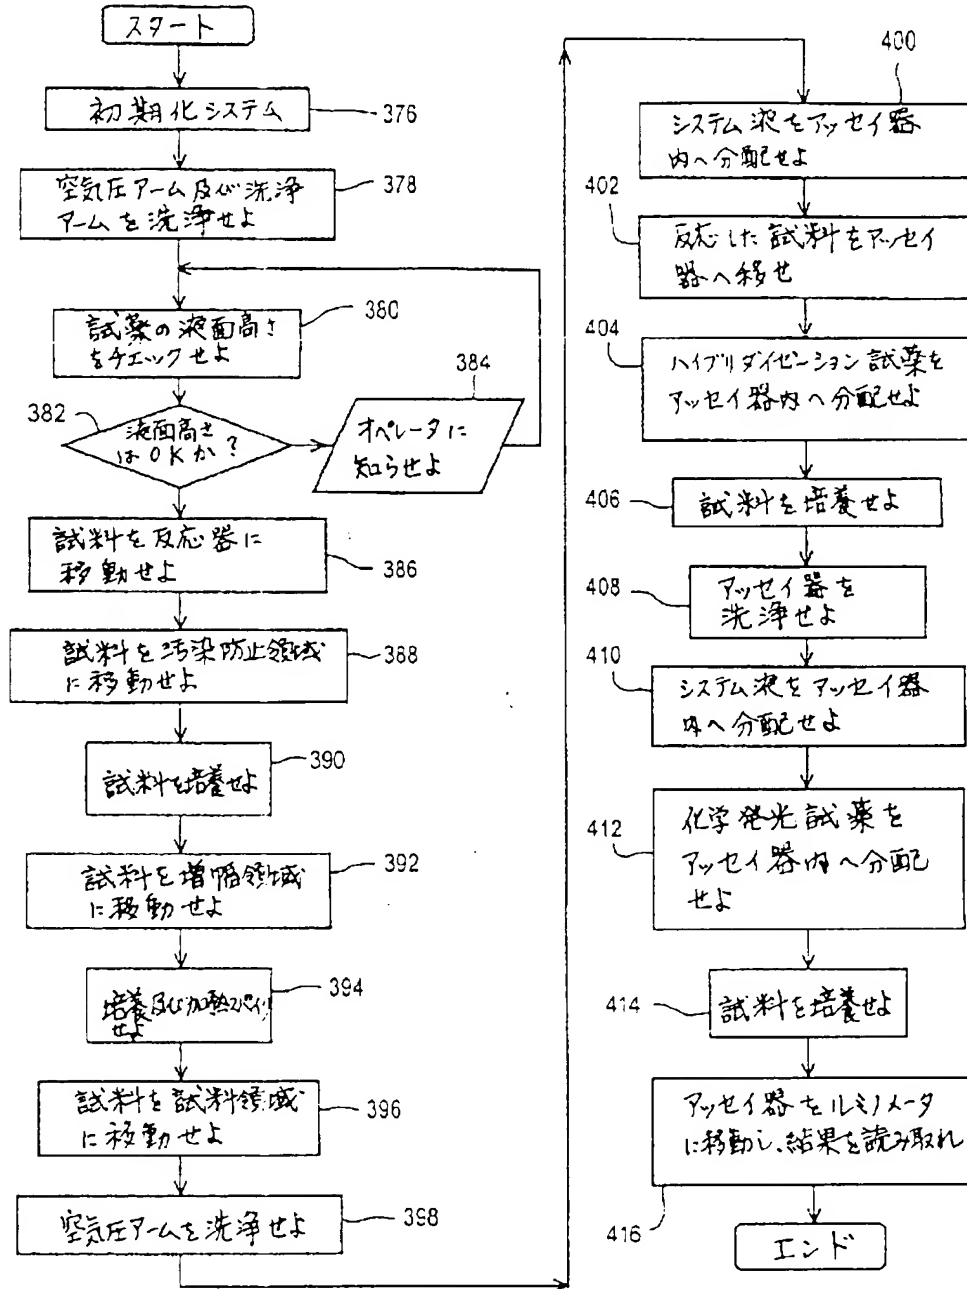 スタート
初期化システム
376
空気圧アーム及び洗浄
アームを洗浄せよ
378
試薬の液面高さ
をチェックせよ
380
382
液面高さ
はOKか?
384
オペレータに
知らせよ
試料を反応器に
移動せよ
386
試料を汚染防止領域
に移動せよ
388
390
試料を培養せよ
試料を増幅領域
に移動せよ
392
培養及び加熱スパイク
せよ
394
試料を試料領域
に移動せよ
396
空気圧アームを洗浄せよ
398
400
システム液をアッセイ器
内へ分配せよ
402
反応した試料をアッセイ
器へ移せ
404
ハイブリダイゼーション試薬を
アッセイ器内へ分配せよ
406
試料を培養せよ
408
アッセイ器を
洗浄せよ
410
システム液をアッセイ器
内へ分配せよ
412
化学発光試薬を
アッセイ器内へ分配
せよ
414
試料を培養せよ
アッセイ器をルミノメータ
に移動し、結果を読み取れ
416
エンド